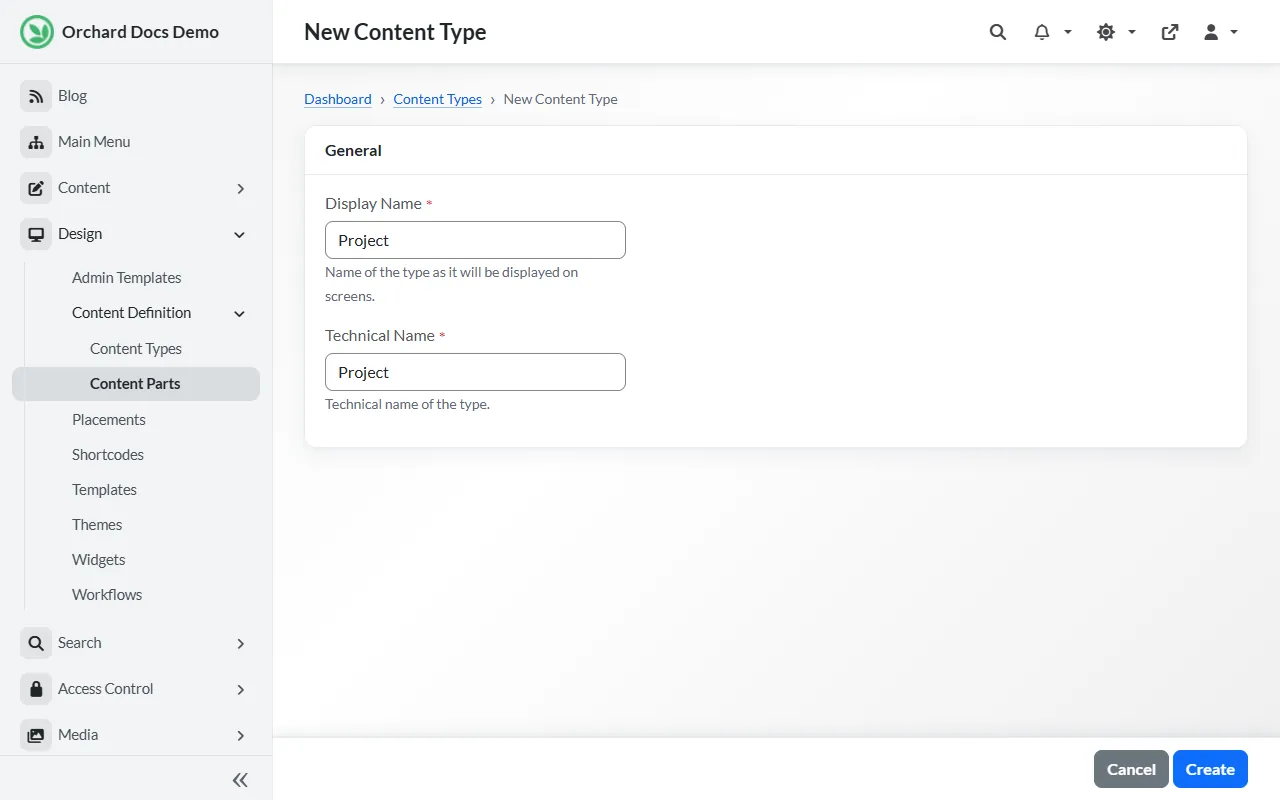 Orchard Docs Demo
New Content Type
Blog
Main Menu
Content
Design
Admin Templates
Content Definition
Content Types
Content Parts
Placements
Shortcodes
Templates
Themes
Widgets
Workflows
Search
Access Control
Media
Dashboard › Content Types › New Content Type
General
Display Name *
Project
Name of the type as it will be displayed on
screens.
Technical Name *
Project
Technical name of the type.
Cancel
Create